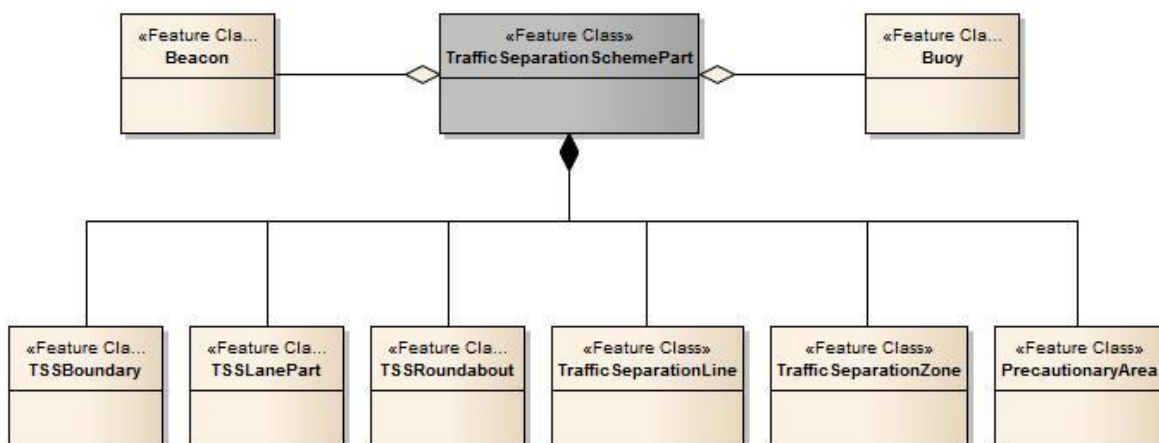 «Feature Cla...
Beacon
«Feature Class»
TrafficSeparationSchemePart
«Feature Cla...
Buoy
«Feature Cla...
TSSBoundary
«Feature Cla...
TSSLanePart
«Feature Cla...
TSSRoundabout
«Feature Class»
TrafficSeparationLine
«Feature Class»
TrafficSeparationZone
«Feature Class»
PrecautionaryArea